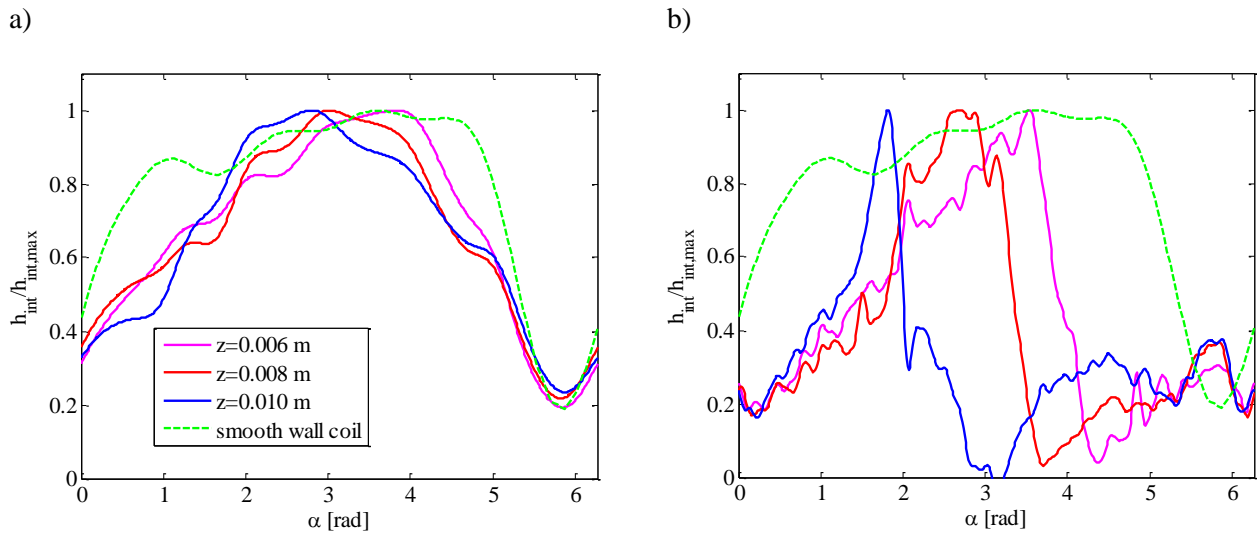 a)
b)
1
0.8
0.6
0.4
0.2
0
h_int/h_int,max
z=0.006 m
z=0.008 m
z=0.010 m
smooth wall coil
0 1 2 3 4 5 6
α [rad]
1
0.8
0.6
0.4
0.2
0
h_int/h_int,max
0 1 2 3 4 5 6
α [rad]